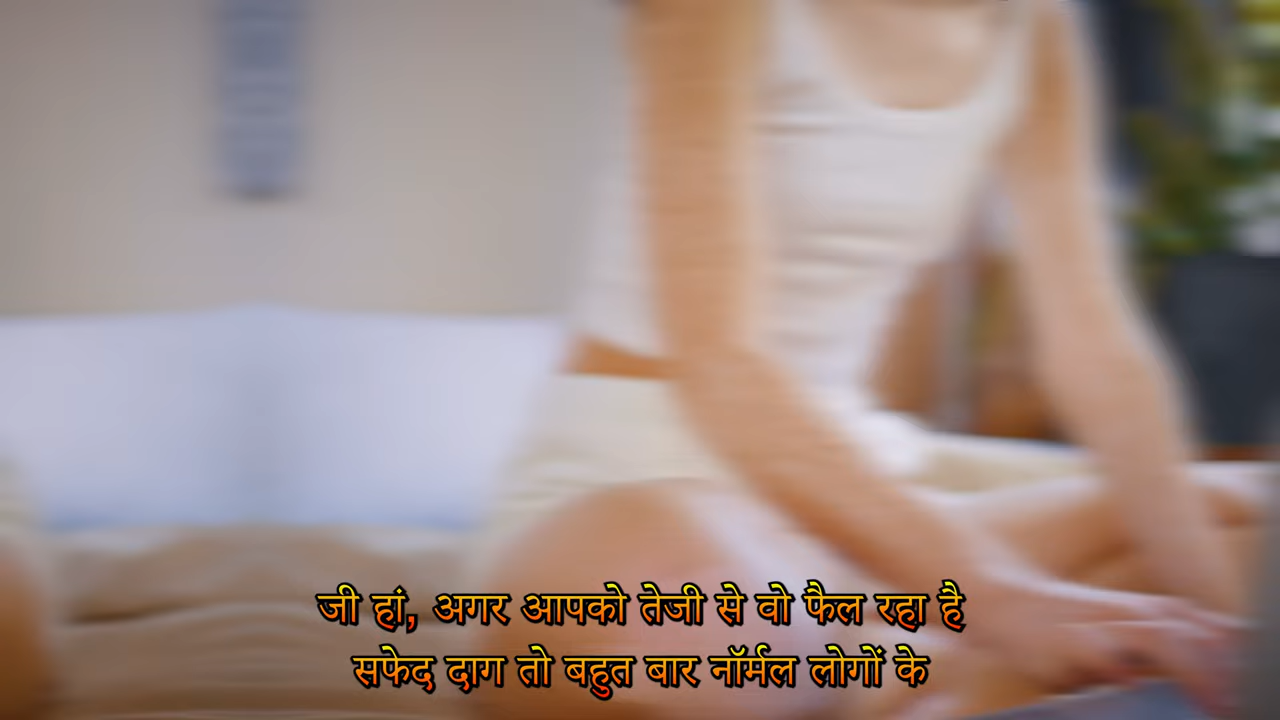 जी हां, अगर आपको तेजी से वो फैल रहा है
सफेद दाग तो बहुत बार नॉर्मल लोगों के